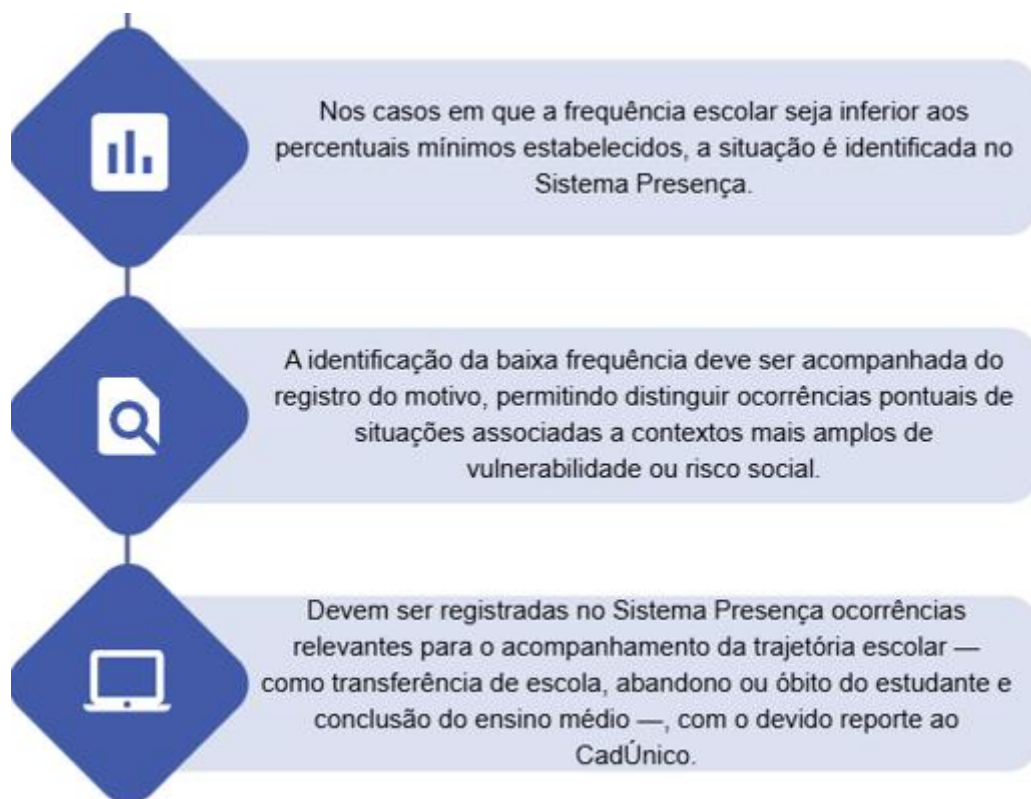 Nos casos em que a frequência escolar seja inferior aos
percentuais mínimos estabelecidos, a situação é identificada no
Sistema Presença.
A identificação da baixa frequência deve ser acompanhada do
registro do motivo, permitindo distinguir ocorrências pontuais de
situações associadas a contextos mais amplos de
vulnerabilidade ou risco social.
Devem ser registradas no Sistema Presença ocorrências
relevantes para o acompanhamento da trajetória escolar —
como transferência de escola, abandono ou óbito do estudante e
conclusão do ensino médio —, com o devido reporte ao
CadÚnico.